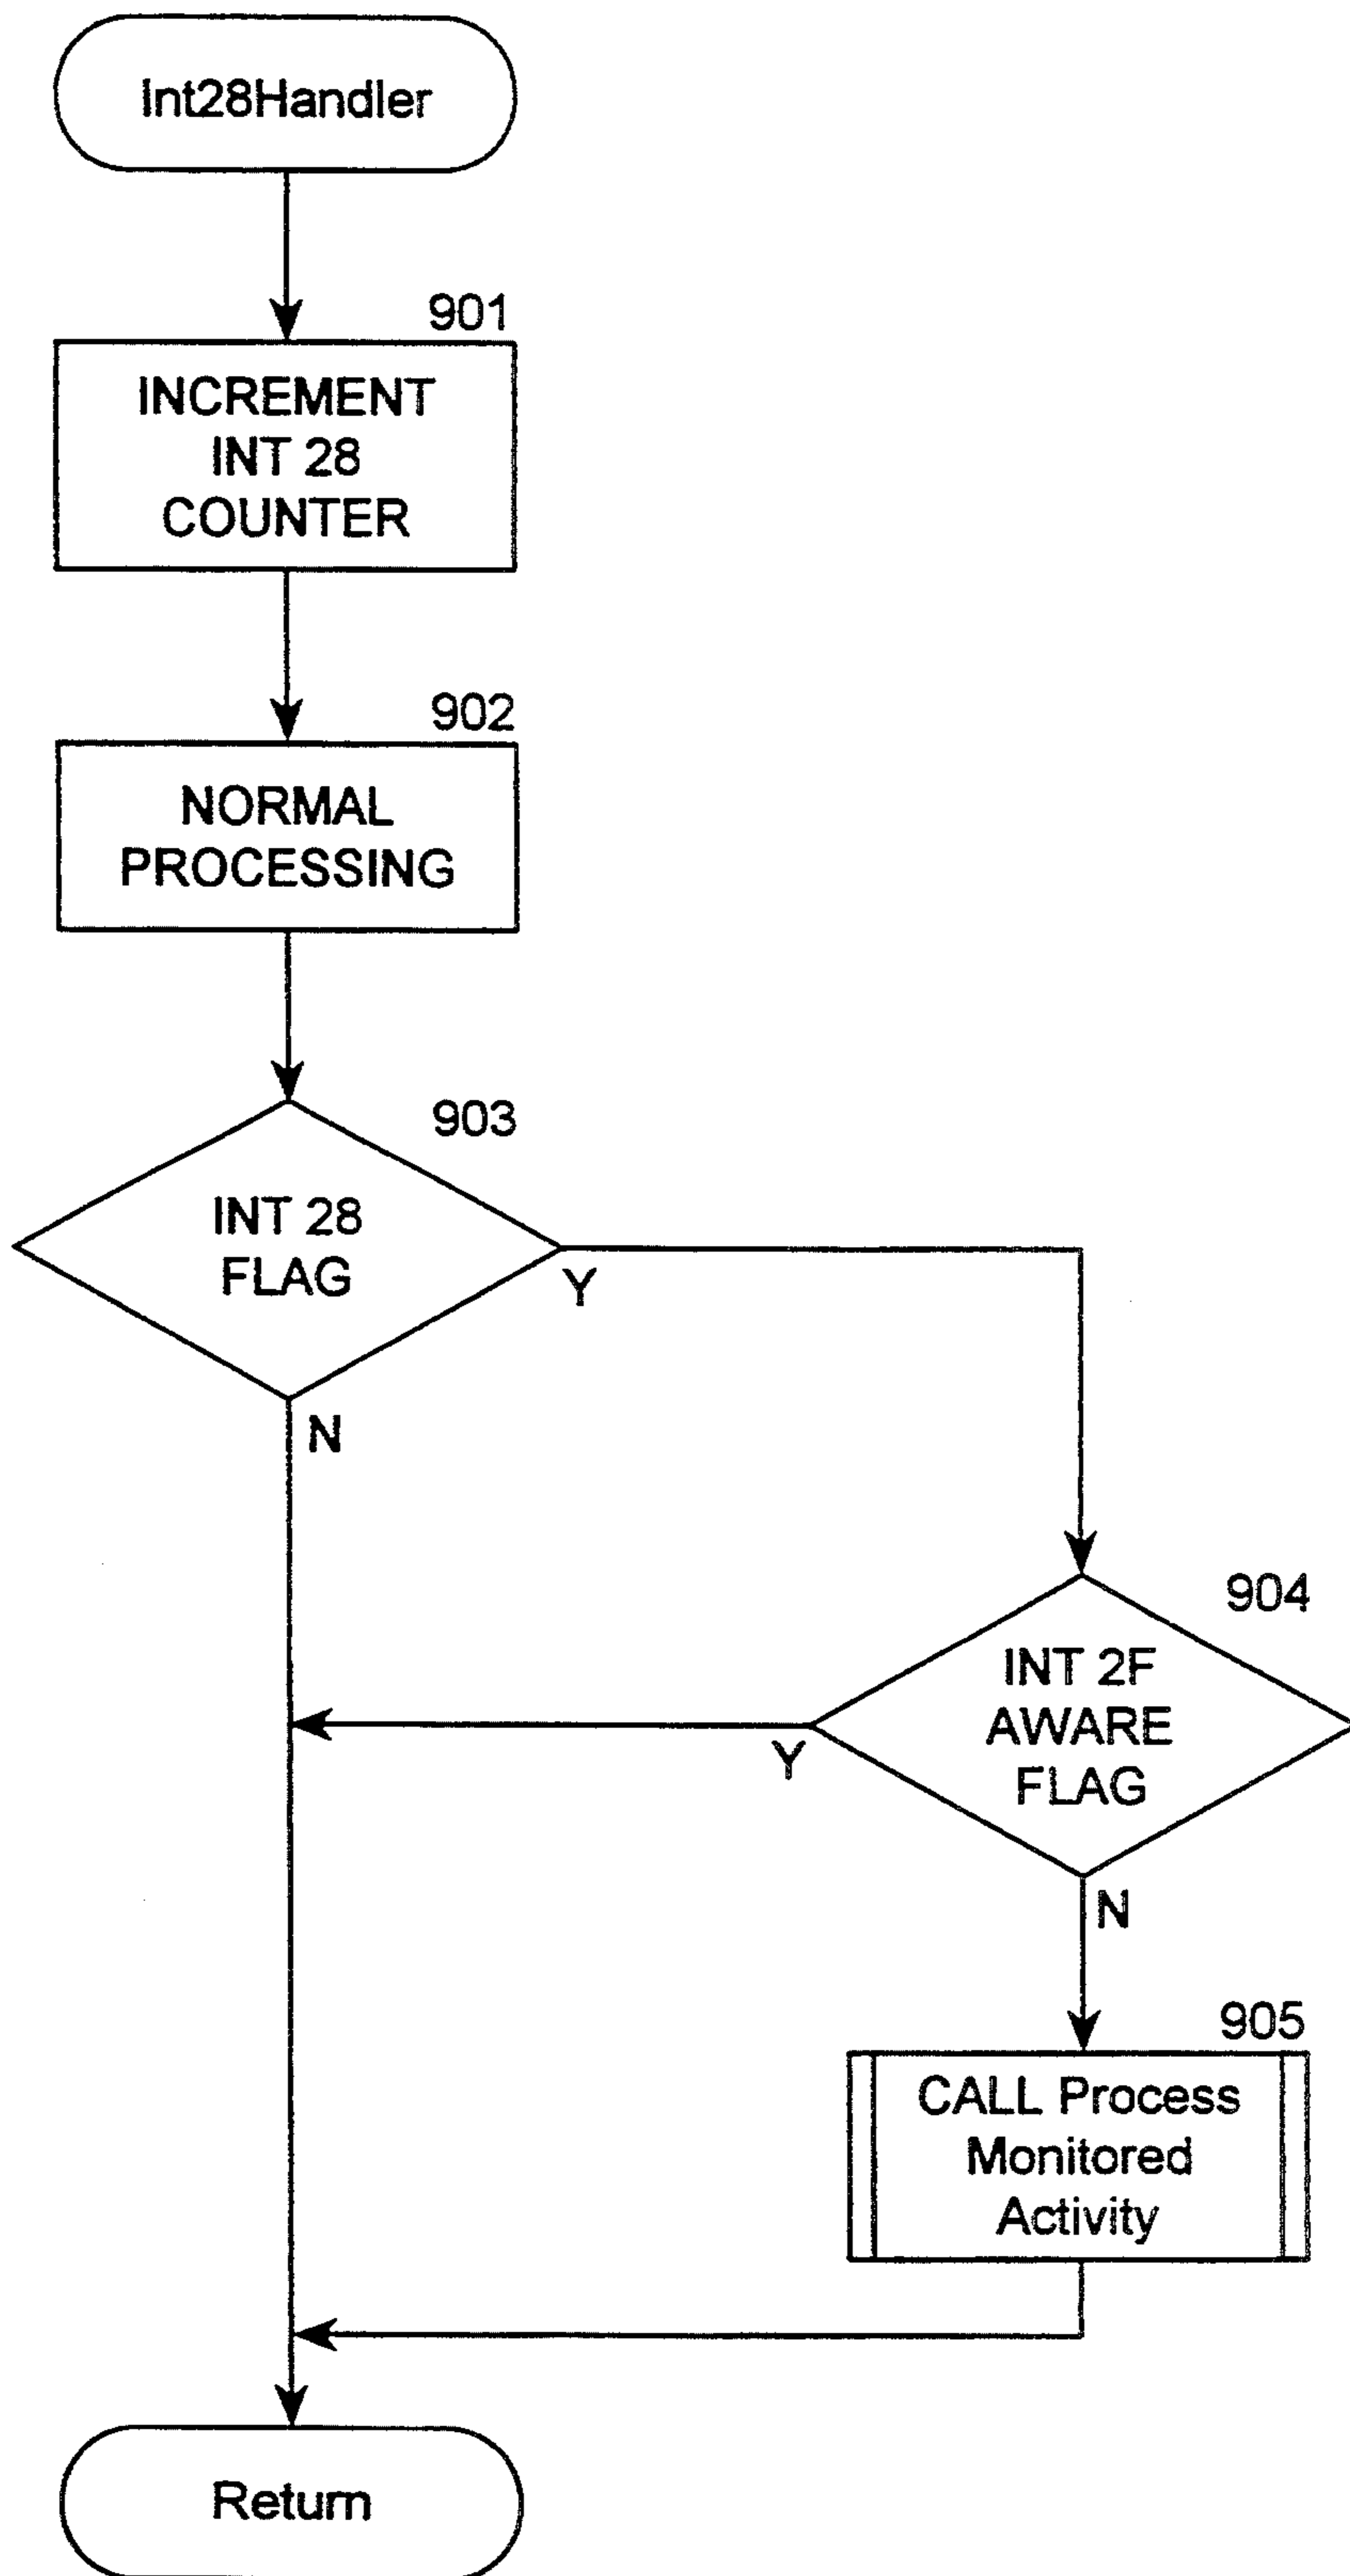 Int28Handler
901
INCREMENT
INT 28
COUNTER
902
NORMAL
PROCESSING
903
INT 28
FLAG
Y
N
904
INT 2F
AWARE
FLAG
Y
N
905
CALL Process
Monitored
Activity
Return